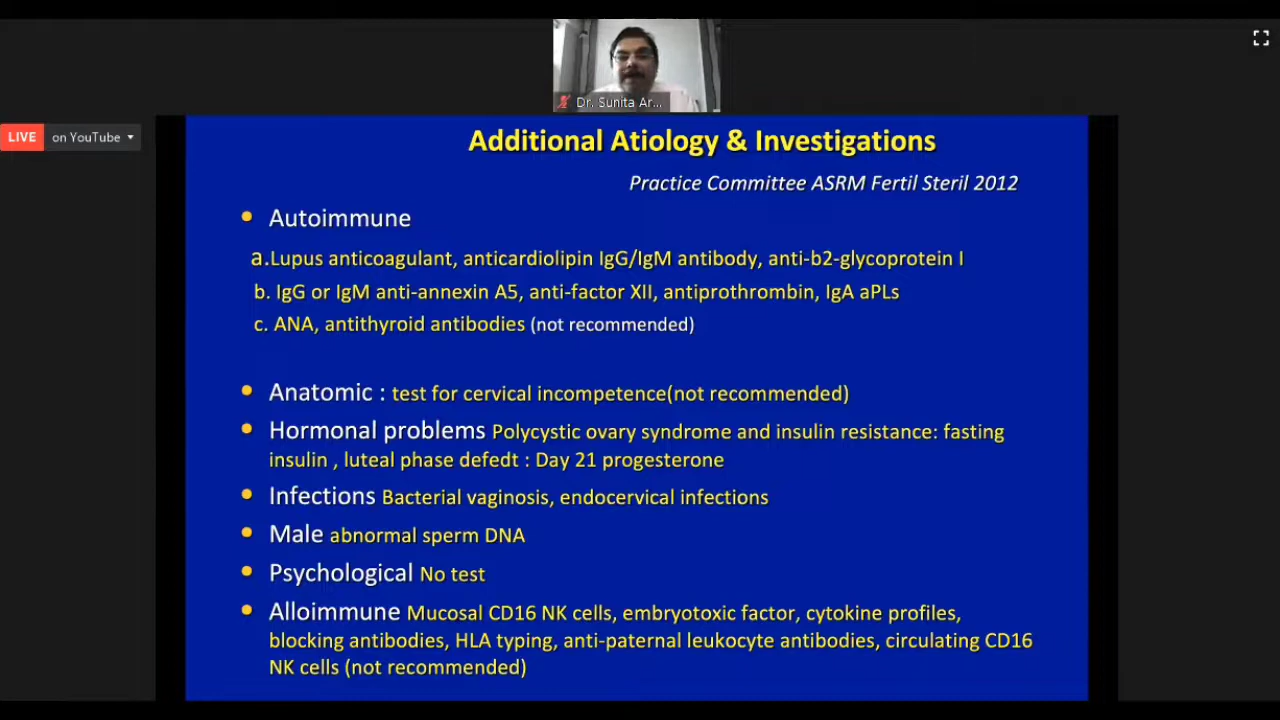 Dr. Sunita Ar...
LIVE on YouTube
Additional Atiology & Investigations
Practice Committee ASRM Fertil Steril 2012
• Autoimmune
a.Lupus anticoagulant, anticardiolipin IgG/IgM antibody, anti-b2-glycoprotein I
b. IgG or IgM anti-annexin A5, anti-factor XII, antiprothrombin, IgA aPLs
c. ANA, antithyroid antibodies (not recommended)
• Anatomic : test for cervical incompetence(not recommended)
• Hormonal problems Polycystic ovary syndrome and insulin resistance: fasting
insulin , luteal phase defedt : Day 21 progesterone
• Infections Bacterial vaginosis, endocervical infections
• Male abnormal sperm DNA
• Psychological No test
• Alloimmune Mucosal CD16 NK cells, embryotoxic factor, cytokine profiles,
blocking antibodies, HLA typing, anti-paternal leukocyte antibodies, circulating CD16
NK cells (not recommended)